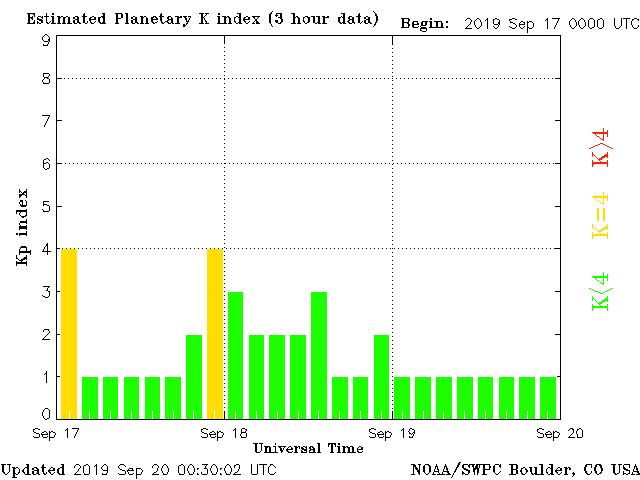 Estimated Planetary K index (3 hour data)
Begin: 2019 Sep 17 0000 UTC
9
8
7
6
5
4
3
2
1
0
Kp index
K>4
K=4
K<4
Sep 17
Sep 18
Sep 19
Sep 20
Universal Time
Updated 2019 Sep 20 00:30:02 UTC
NOAA/SWPC Boulder, CO USA